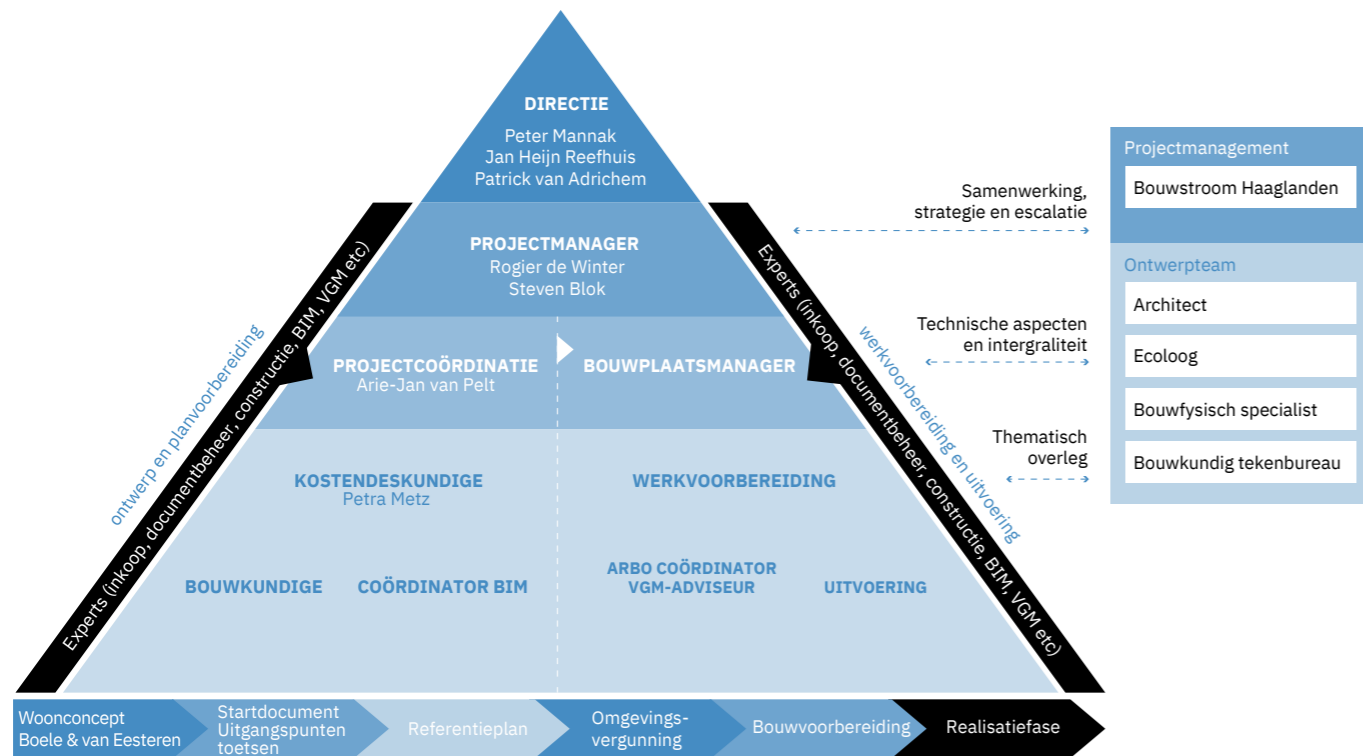 DIRECTIE
Peter Mannak
Jan Heijn Reefhuis
Patrick van Adrichem
PROJECTMANAGER
Rogier de Winter
Steven Blok
PROJECTCOÖRDINATIE
Arie-Jan van Pelt
BOUWPLAATSMANAGER
KOSTENDESKUNDIGE
Petra Metz
WERKVOORBEREIDING
BOUWKUNDIGE
COÖRDINATOR BIM
ARBO COÖRDINATOR
VGM-ADVISEUR
UITVOERING
ontwerp en planvoorbereiding
Experts (inkoop, documentbeheer, constructie, BIM, VGM etc)
Experts (inkoop, documentbeheer, constructie, BIM, VGM etc)
werkvoorbereiding en uitvoering
Samenwerking,
strategie en escalatie
Technische aspecten
en intergraliteit
Thematisch
overleg
Projectmanagement
Bouwstroom Haaglanden
Ontwerpteam
Architect
Ecoloog
Bouwfysisch specialist
Bouwkundig tekenbureau
Woonconcept
Boele & van Eesteren
Startdocument
Uitgangspunten
toetsen
Referentieplan
Omgevings-
vergunning
Bouwvoorbereiding
Realisatiefase